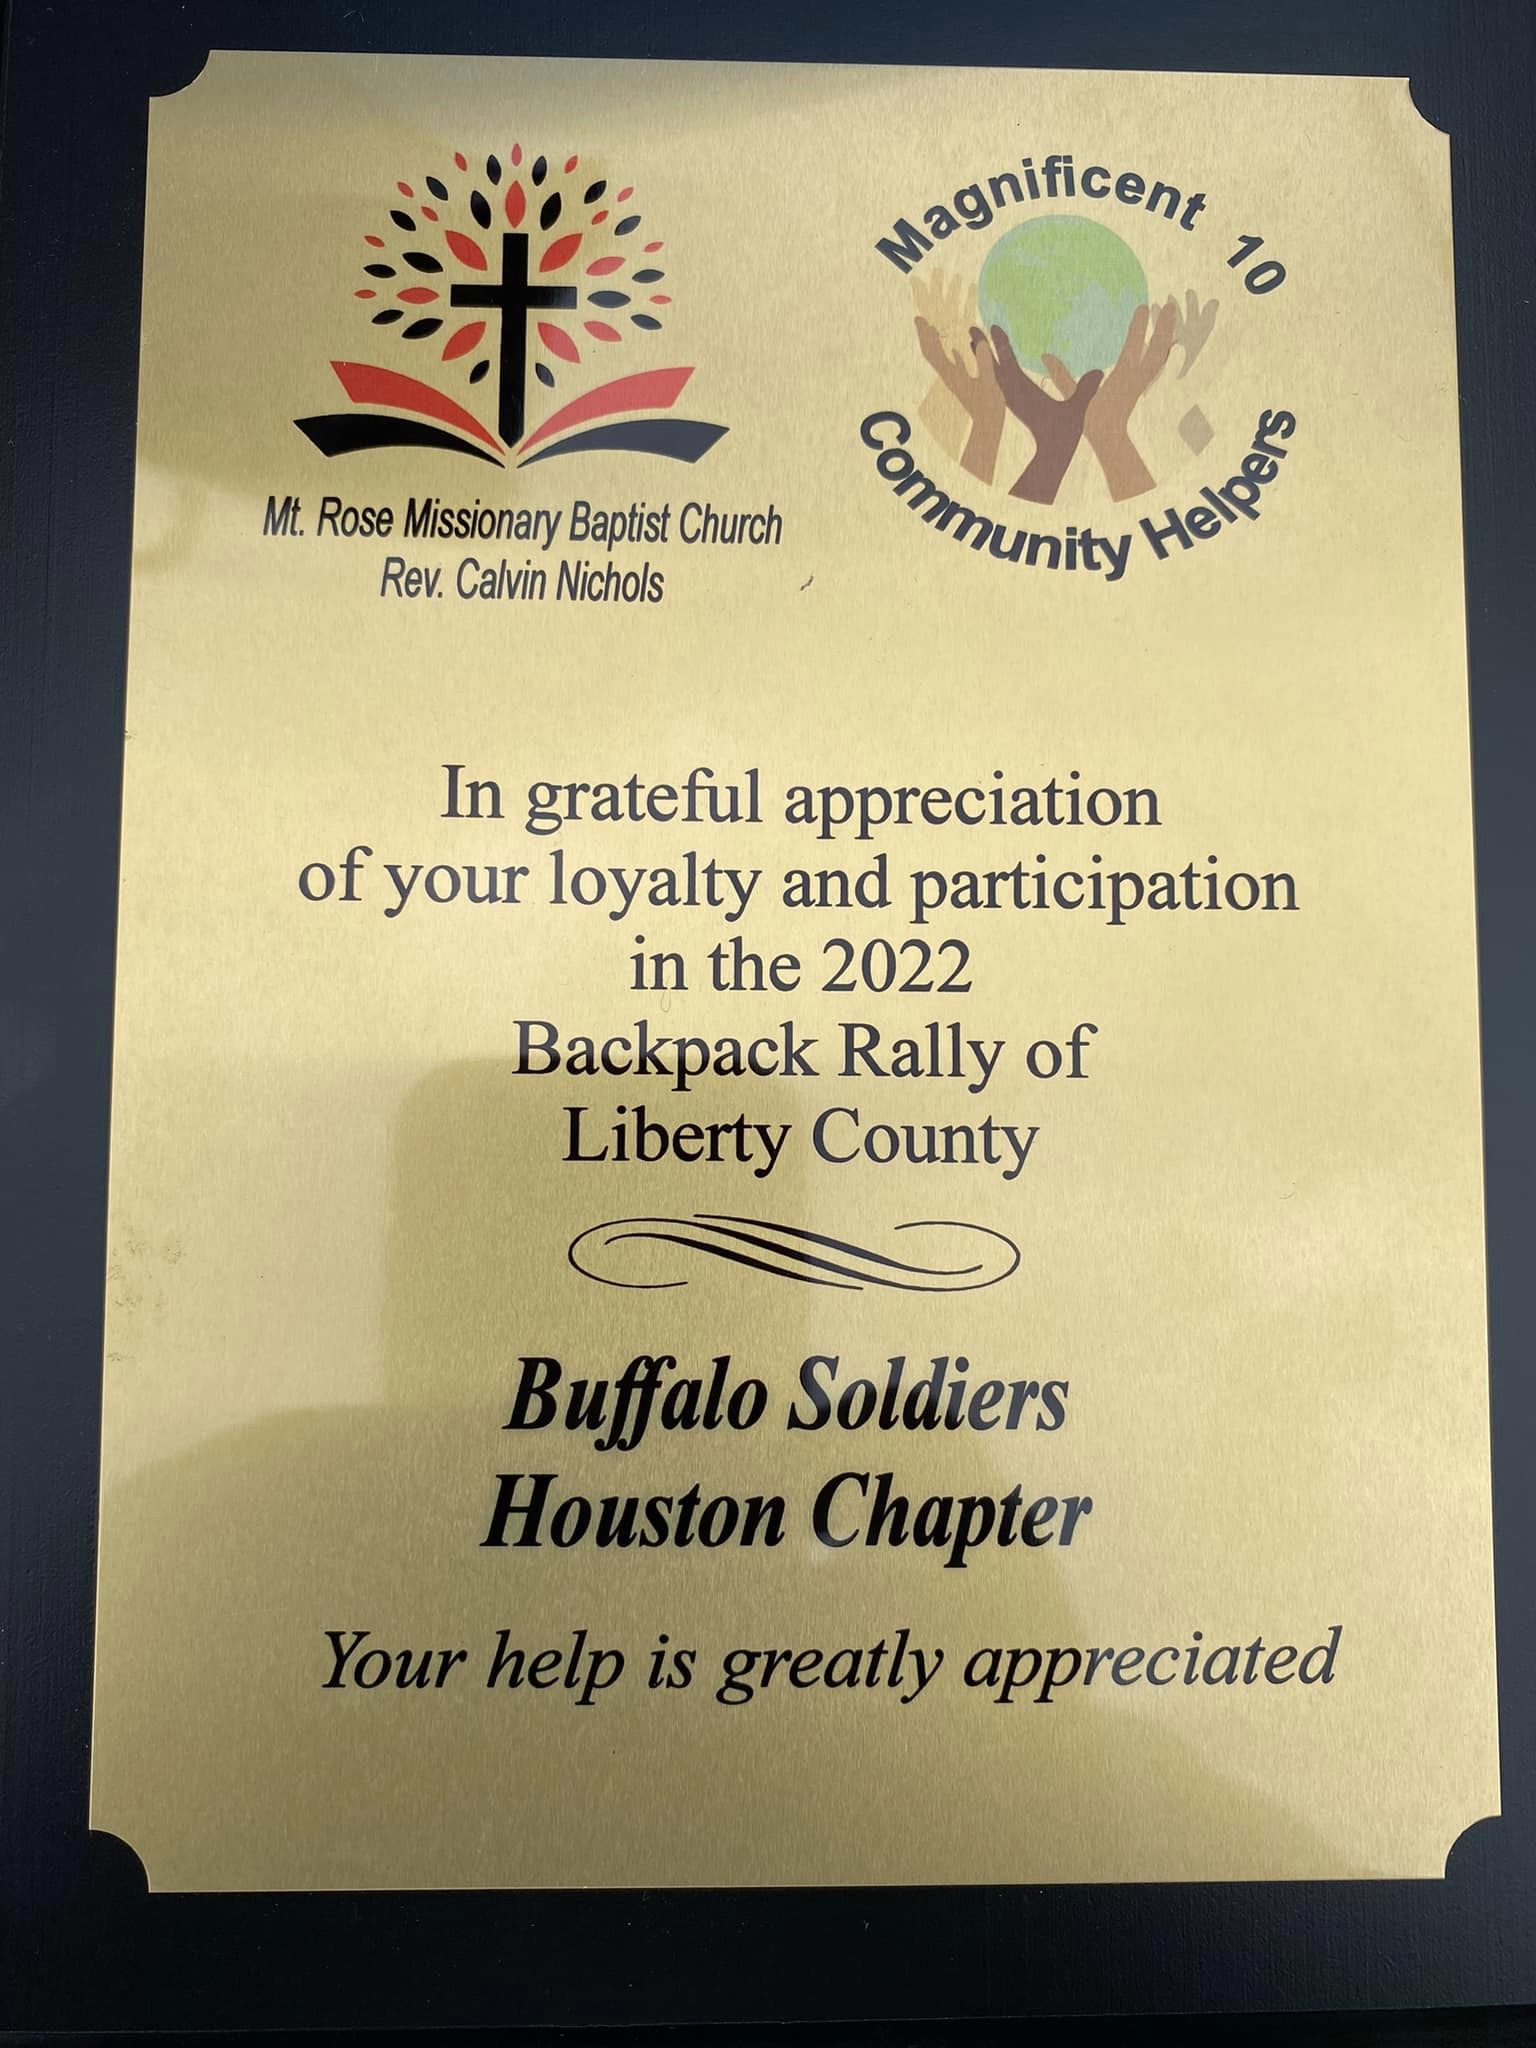 Mt. Rose Missionary Baptist Church
Rev. Calvin Nichols
Magnificent 10
Community Helpers
In grateful appreciation
of your loyalty and participation
in the 2022
Backpack Rally of
Liberty County
Buffalo Soldiers
Houston Chapter
Your help is greatly appreciated